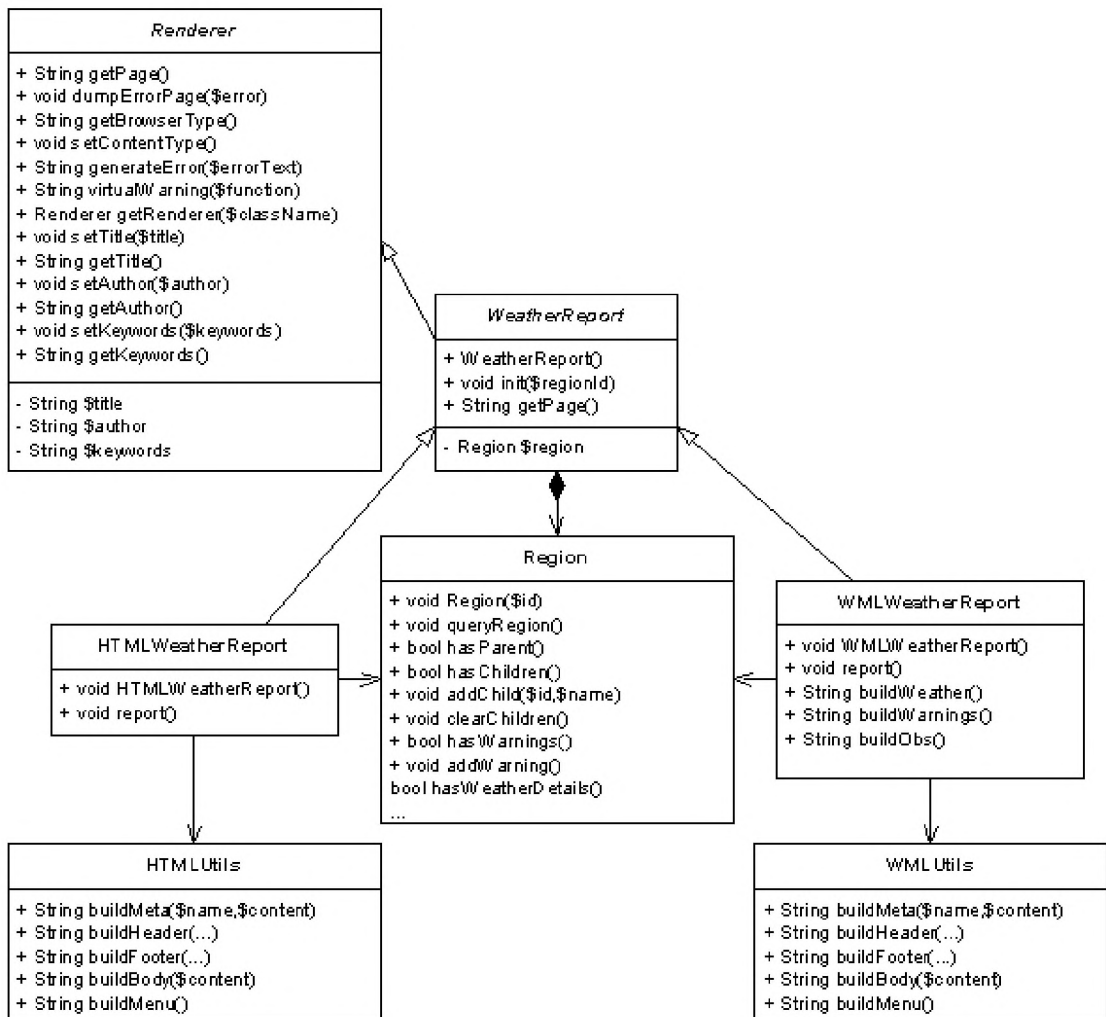 Renderer
+ String getPage()
+ void dumpErrorPage($error)
+ String getBrowserType()
+ void setContentType()
+ String generateError($errorText)
+ String virtualWarning($function)
+ Renderer getRenderer($className)
+ void setTitle($title)
+ String getTitle()
+ void setAuthor($author)
+ String getAuthor()
+ void setKeywords($keywords)
+ String getKeywords()
- String $title
- String $author
- String $keywords
WeatherReport
+ WeatherReport()
+ void init($regionId)
+ String getPage()
- Region $region
Region
+ void Region($id)
+ void queryRegion()
+ bool hasParent()
+ bool hasChildren()
+ void addChild($id,$name)
+ void clearChildren()
+ bool hasWarnings()
+ void addWarning()
bool hasWeatherDetails()
...
HTMLWeatherReport
+ void HTMLWeatherReport()
+ void report()
WMLWeatherReport
+ void WMLWeatherReport()
+ void report()
+ String buildWeather()
+ String buildWarnings()
+ String buildObs()
HTMLUtils
+ String buildMeta($name,$content)
+ String buildHeader(...)
+ String buildFooter(...)
+ String buildBody($content)
+ String buildMenu()
WMLUtils
+ String buildMeta($name,$content)
+ String buildHeader(...)
+ String buildFooter(...)
+ String buildBody($content)
+ String buildMenu()